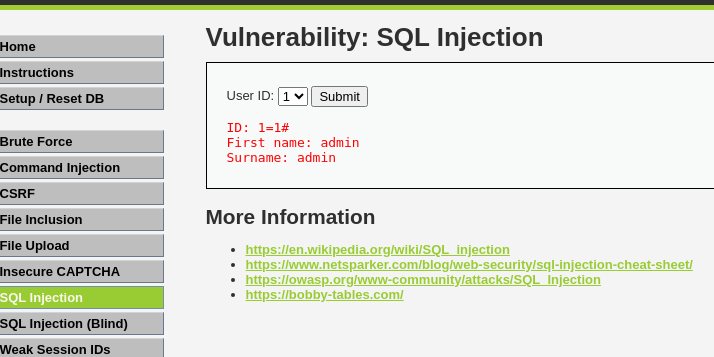 Home
Instructions
Setup / Reset DB
Brute Force
Command Injection
CSRF
File Inclusion
File Upload
Insecure CAPTCHA
SQL Injection
SQL Injection (Blind)
Weak Session IDs
Vulnerability: SQL Injection
User ID: 1 Submit
ID: 1=1#
First name: admin
Surname: admin
More Information
https://en.wikipedia.org/wiki/SQL_injection
https://www.netsparker.com/blog/web-security/sql-injection-cheat-sheet/
https://owasp.org/www-community/attacks/SQL_Injection
https://bobby-tables.com/